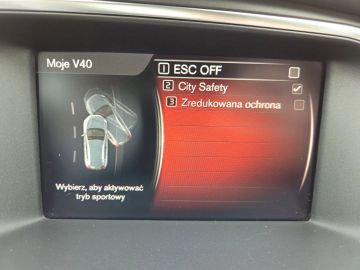 Moje V40
1 ESC OFF
2 City Safety
3 Zredukowana ochrona
Wybierz, aby aktywować
tryb sportowy